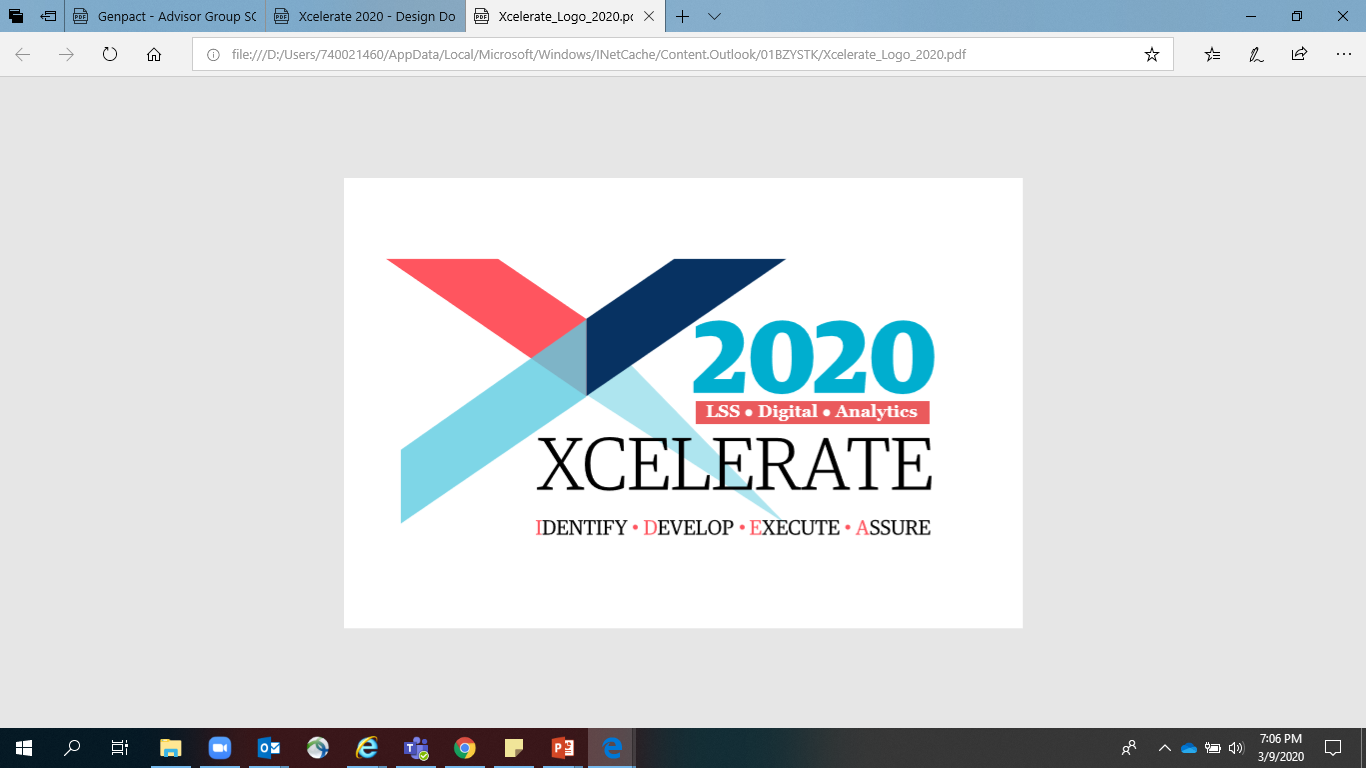 Genpact - Advisor Group SC
Xcelerate 2020 - Design Do
Xcelerate_Logo_2020.pc
file:///D:/Users/740021460/AppData/Local/Microsoft/Windows/INetCache/Content.Outlook/01BZYSTK/Xcelerate_Logo_2020.pdf
2020
LSS • Digital • Analytics
XCELERATE
IDENTIFY • DEVELOP • EXECUTE • ASSURE
7:06 PM
3/9/2020